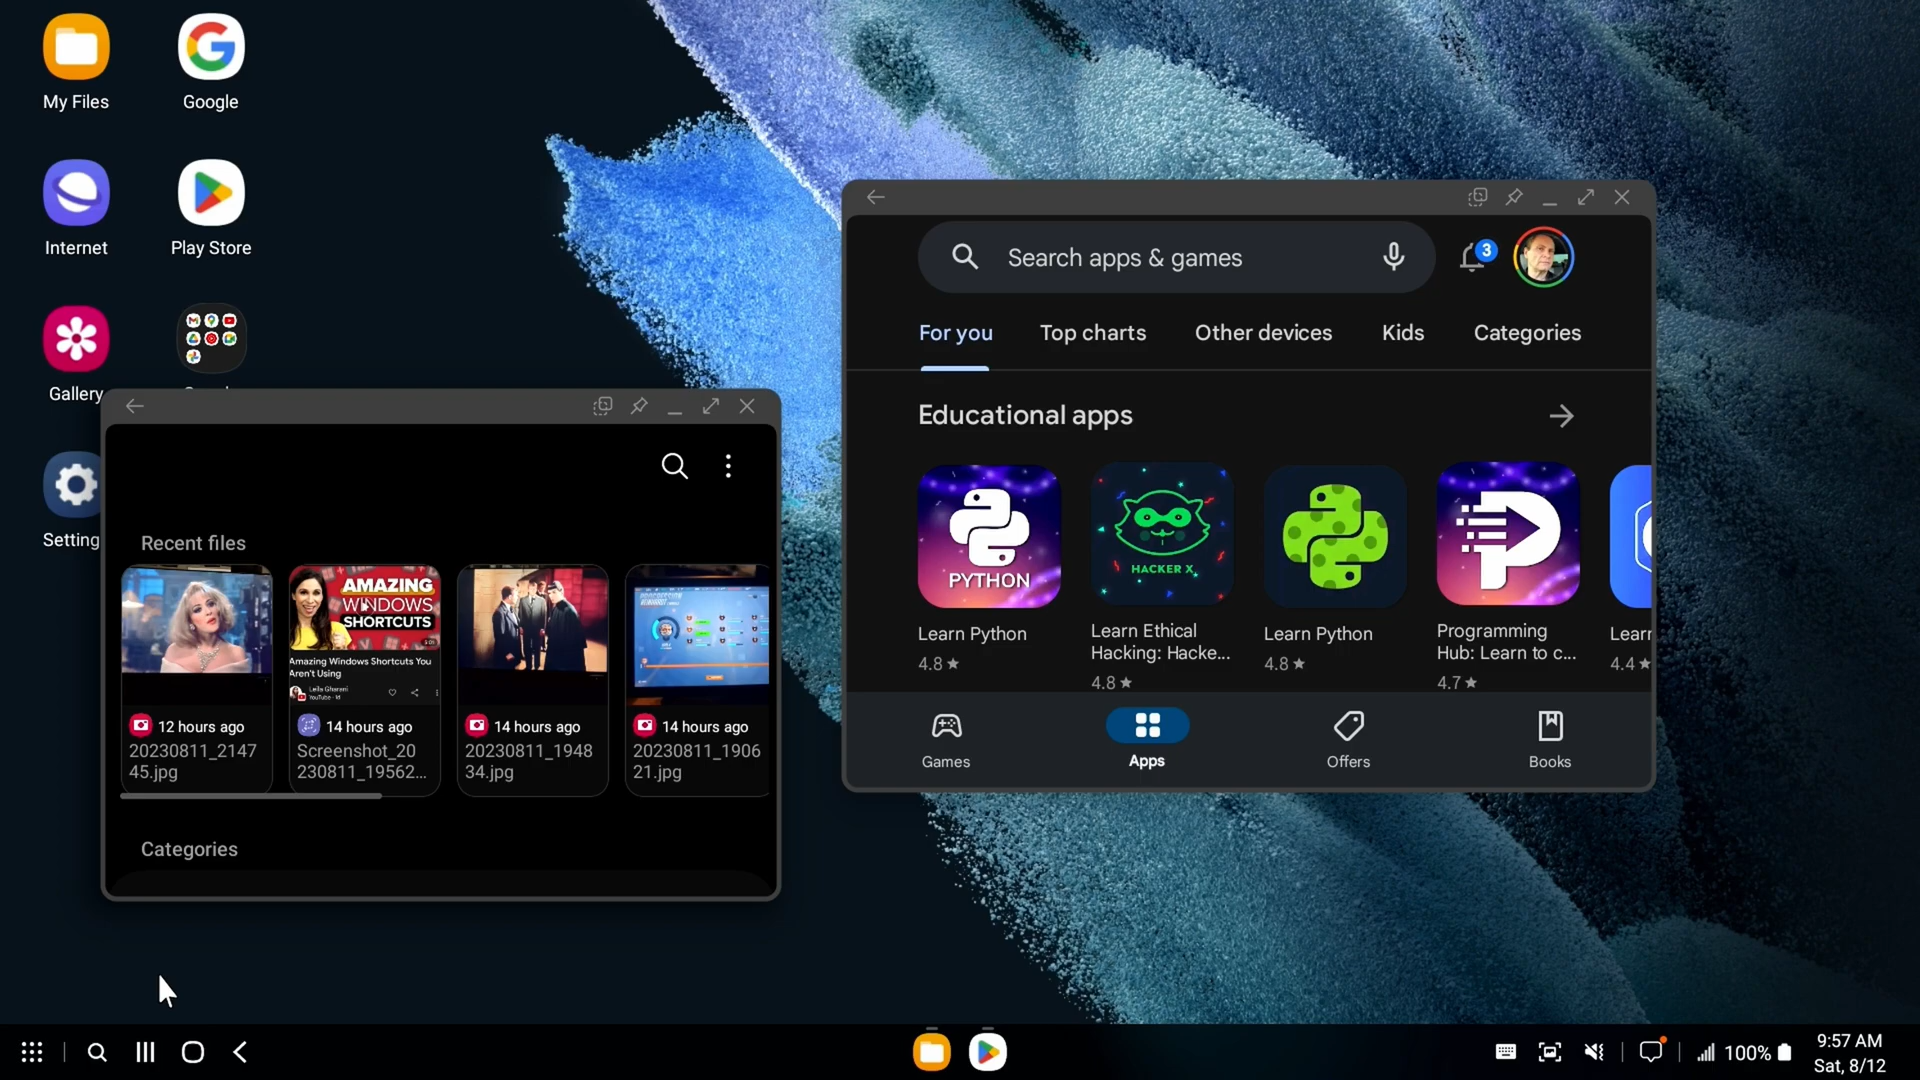 My Files
Google
Internet
Play Store
Gallery
Setting
Search apps & games
3
For you
Top charts
Other devices
Kids
Categories
Educational apps
PYTHON
HACKER X
Learn Python
4.8 ★
Learn Ethical
Hacking: Hacke...
4.8 ★
Learn Python
4.8 ★
Programming
Hub: Learn to c...
4.7 ★
Learn
4.4 ★
Games
Apps
Offers
Books
Recent files
AMAZING
WINDOWS
SHORTCUTS
Amazing Windows Shortcuts You
Aren't Using
Leila Gharani
12 hours ago
20230811_2147
45.jpg
14 hours ago
Screenshot_20
230811_19562...
14 hours ago
20230811_1948
34.jpg
14 hours ago
20230811_1906
21.jpg
Categories
100%
9:57 AM
Sat, 8/12